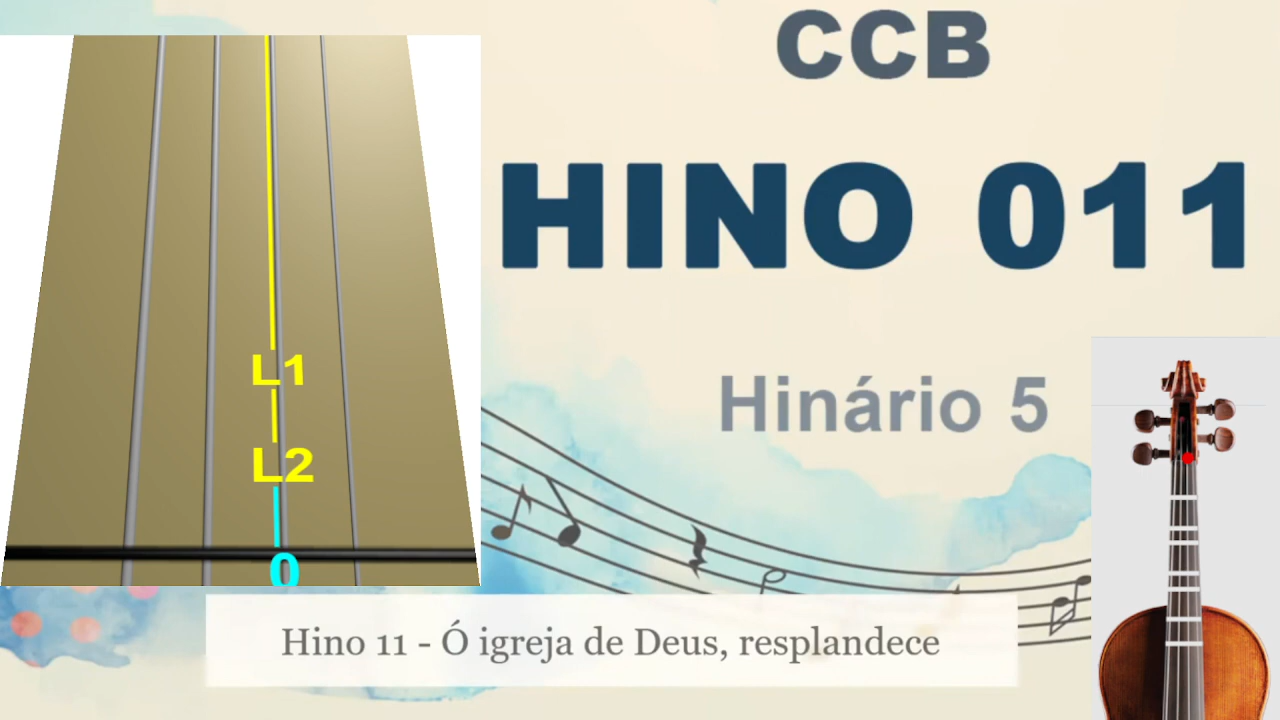 CCB
HINO 011
Hinário 5
L1
L2
0
Hino 11 - Ó igreja de Deus, resplandece